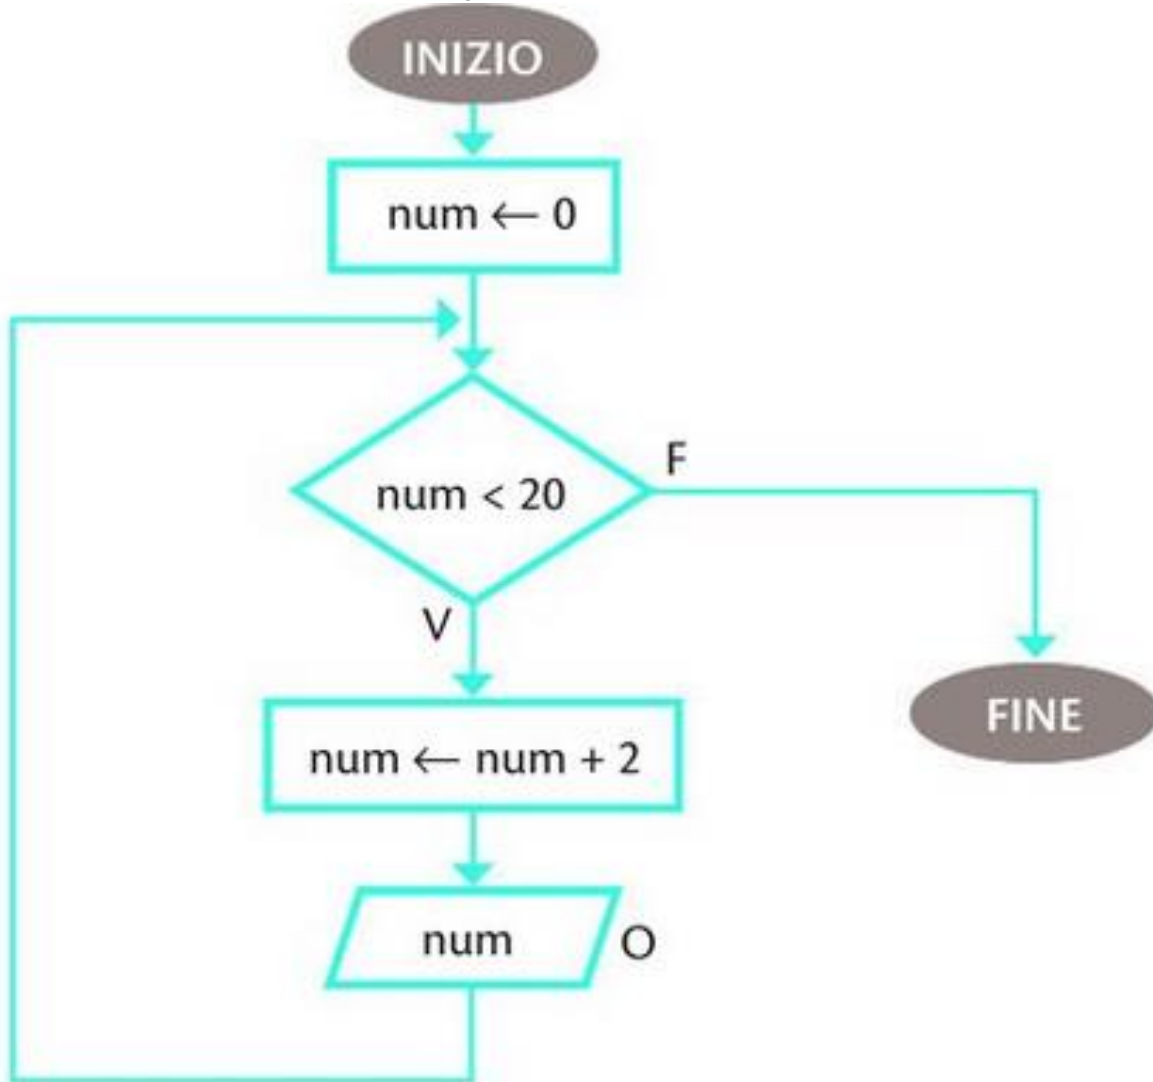 INIZIO
num ← 0
num < 20
F
V
num ← num + 2
FINE
num
O